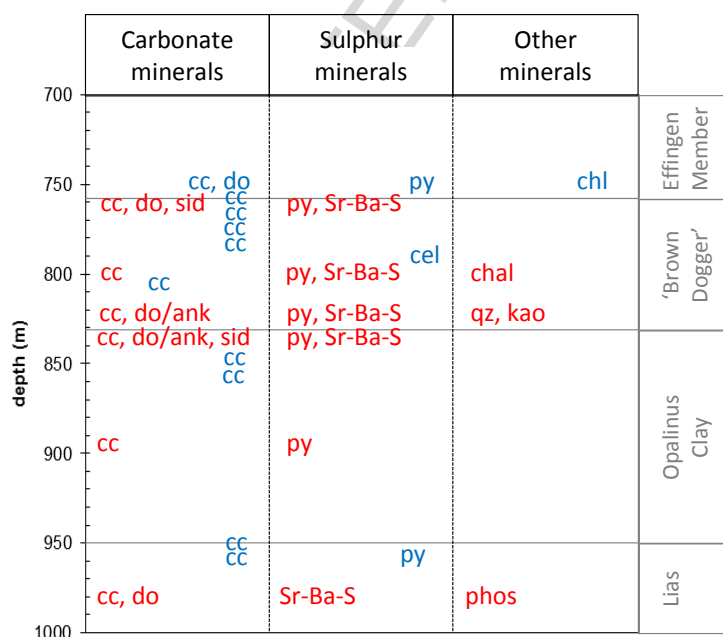 Carbonate minerals
Sulphur minerals
Other minerals
700
750
800
850
900
950
1000
depth (m)
cc, do
py
chl
cc
cc, do, sid
py, Sr-Ba-S
cc
cc
cc
cel
cc
py, Sr-Ba-S
chal
cc
cc, do/ank
py, Sr-Ba-S
qz, kao
cc, do/ank, sid
py, Sr-Ba-S
cc
cc
cc
py
cc
cc
py
cc, do
Sr-Ba-S
phos
Effingen Member
‘Brown Dogger’
Opalinus Clay
Lias